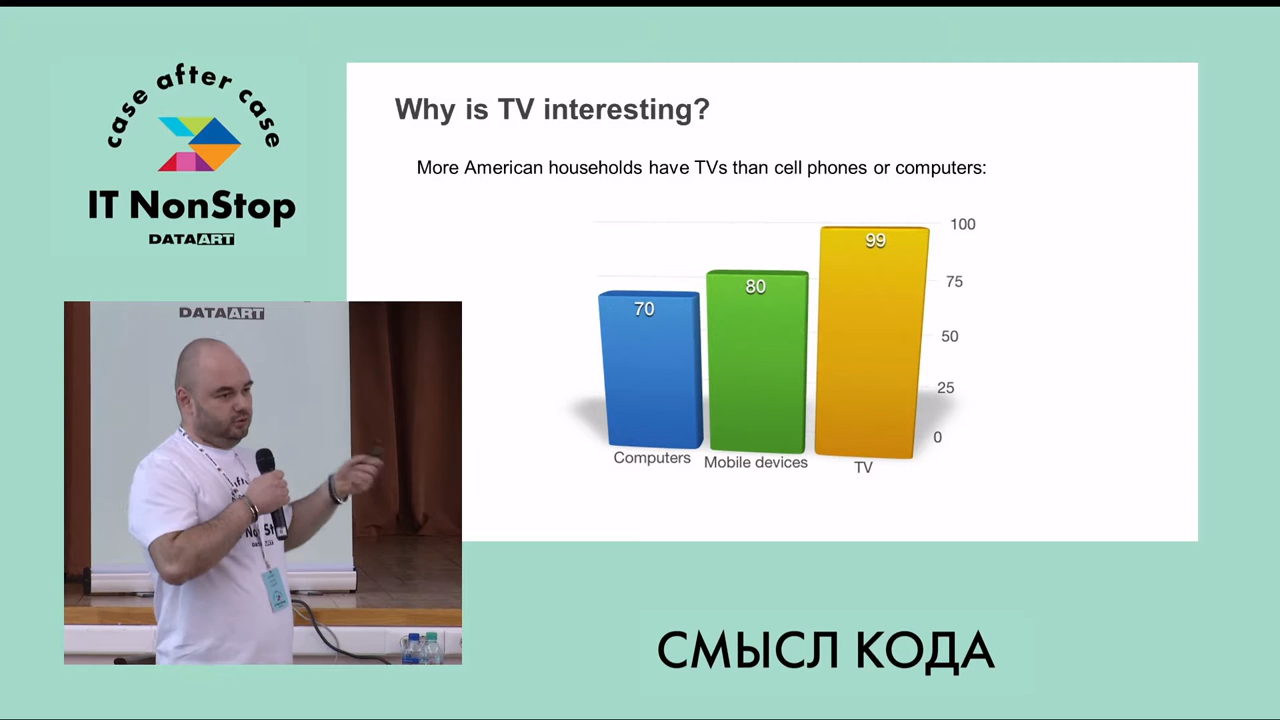 case after case
IT NonStop
DATAART
Why is TV interesting?
More American households have TVs than cell phones or computers:
100
99
80
75
70
50
25
0
Computers
Mobile devices
TV
DATAART
СМЫСЛ КОДА